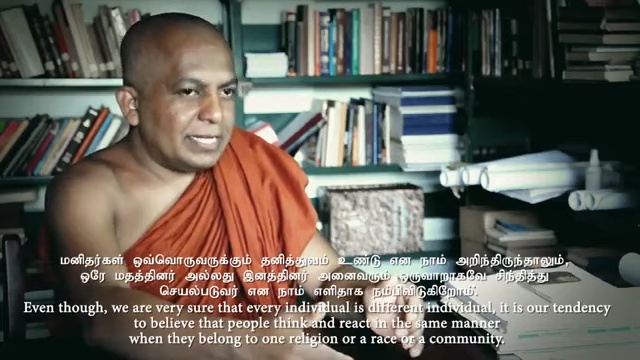 மனிதர்கள் ஒவ்வொருவருக்கும் தனித்துவம் உண்டு என நாம் அறிந்திருந்தாலும்,
ஒரே மதத்தினர் அல்லது இனத்தினர் அனைவரும் ஒருவாறாகவே சிந்தித்து
செயல்படுவர் என நாம் எளிதாக நம்பிவிடுகிறோம்.
Even though, we are very sure that every individual is different individual, it is our tendency
to believe that people think and react in the same manner
when they belong to one religion or a race or a community.